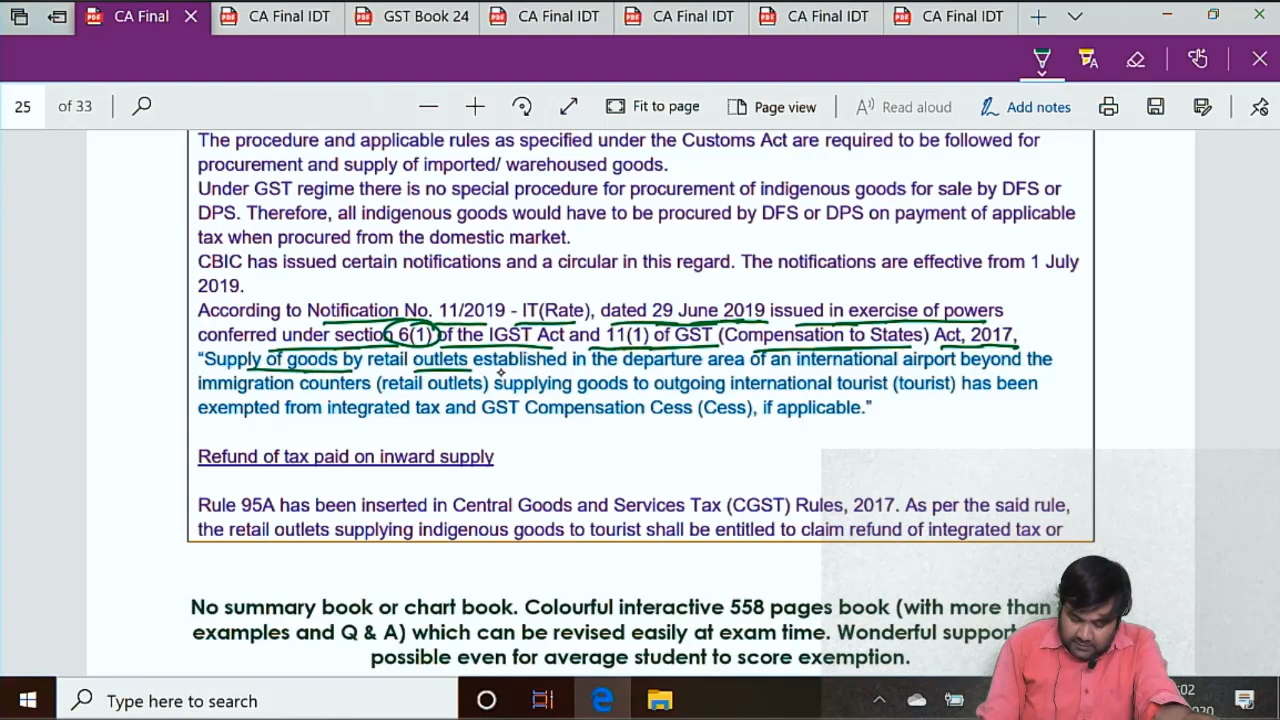 CA Final
CA Final IDT
GST Book 24
CA Final IDT
CA Final IDT
CA Final IDT
CA Final IDT
25 of 33
Fit to page
Page view
Read aloud
Add notes
The procedure and applicable rules as specified under the Customs Act are required to be followed for
procurement and supply of imported/ warehoused goods.
Under GST regime there is no special procedure for procurement of indigenous goods for sale by DFS or
DPS. Therefore, all indigenous goods would have to be procured by DFS or DPS on payment of applicable
tax when procured from the domestic market.
CBIC has issued certain notifications and a circular in this regard. The notifications are effective from 1 July
2019.
According to Notification No. 11/2019 - IT(Rate), dated 29 June 2019 issued in exercise of powers
conferred under section 6(1) of the IGST Act and 11(1) of GST (Compensation to States) Act, 2017,
“Supply of goods by retail outlets established in the departure area of an international airport beyond the
immigration counters (retail outlets) supplying goods to outgoing international tourist (tourist) has been
exempted from integrated tax and GST Compensation Cess (Cess), if applicable.”
Refund of tax paid on inward supply
Rule 95A has been inserted in Central Goods and Services Tax (CGST) Rules, 2017. As per the said rule,
the retail outlets supplying indigenous goods to tourist shall be entitled to claim refund of integrated tax or
No summary book or chart book. Colourful interactive 558 pages book (with more than
examples and Q & A) which can be revised easily at exam time. Wonderful support
possible even for average student to score exemption.
Type here to search